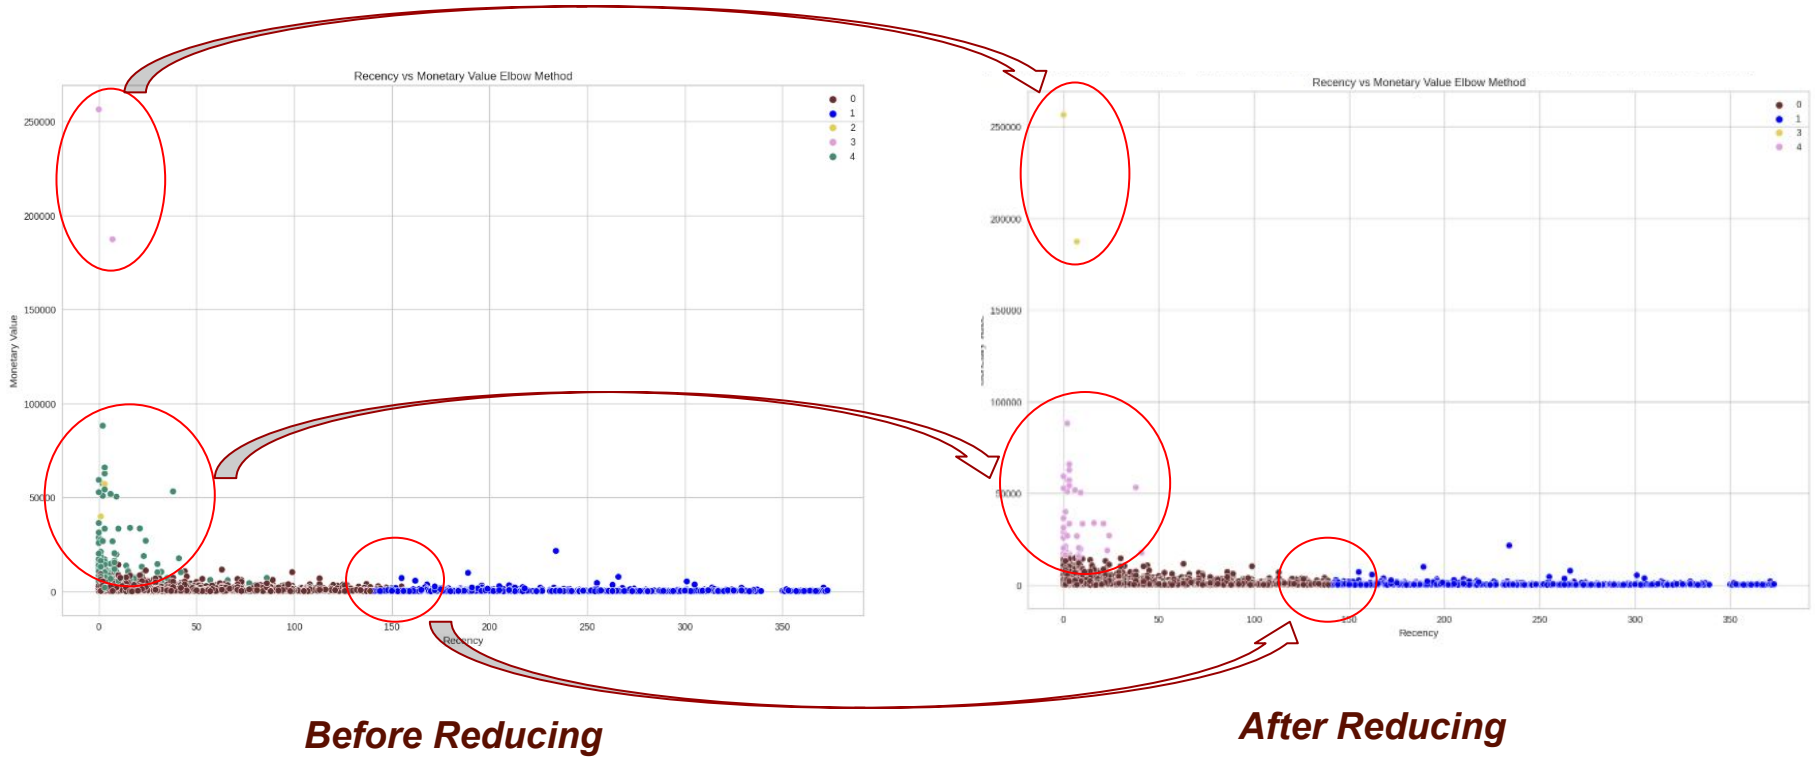 Recency vs Monetary Value Elbow Method
0
1
2
3
4
250000
200000
150000
100000
50000
0
Monetary Value
0 50 100 150 200 250 300 350
Recency
Before Reducing
Recency vs Monetary Value Elbow Method
0
1
3
4
250000
200000
150000
100000
50000
0
0 50 100 150 200 250 300 350
Recency
After Reducing